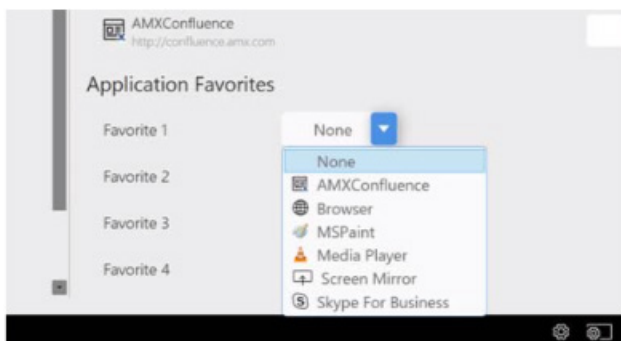 AMXConfluence
http://confluence.amx.com
Application Favorites
Favorite 1
None
None
Favorite 2
AMXConfluence
Browser
Favorite 3
MSPaint
Media Player
Favorite 4
Screen Mirror
Skype For Business